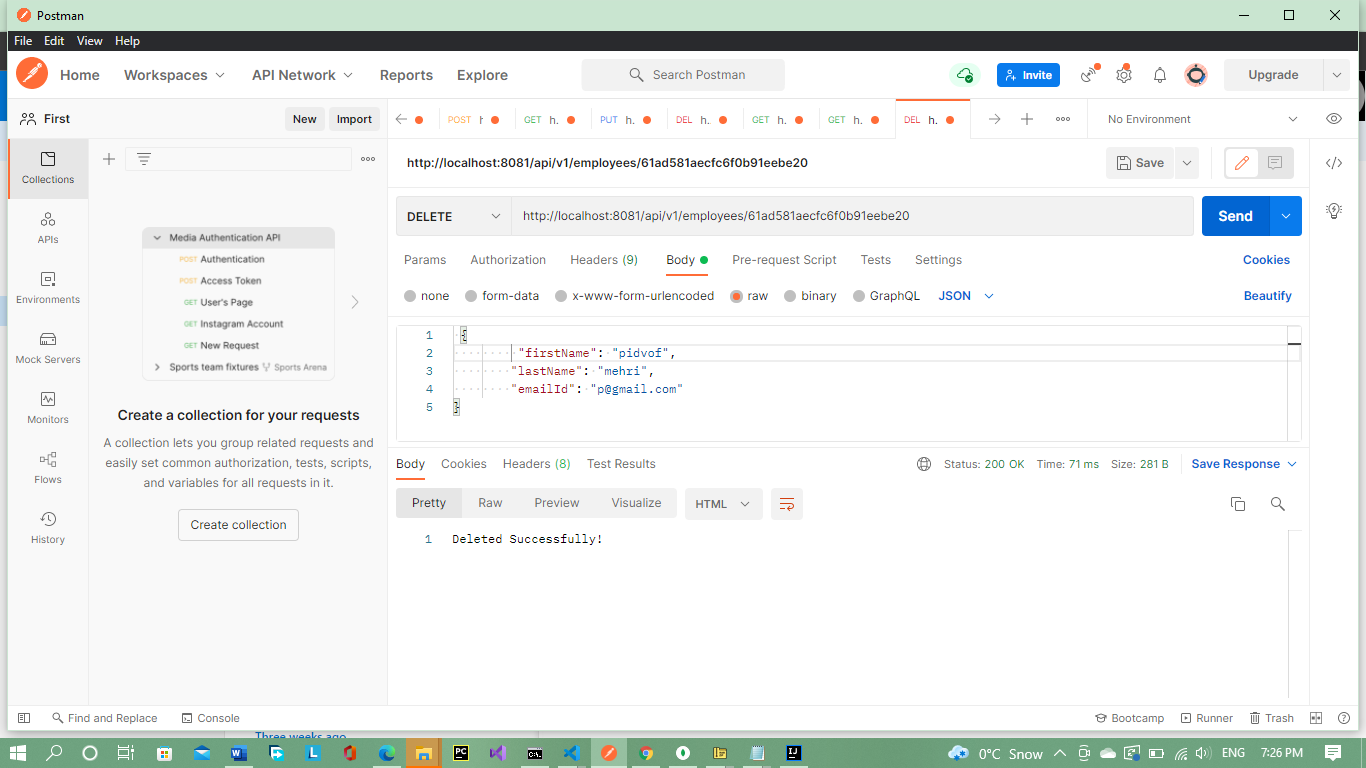 Postman
File Edit View Help
Home Workspaces API Network Reports Explore Search Postman Invite Upgrade
First New Import POST h GET h. PUT h. DEL h. GET h. GET h. DEL h. No Environment
http://localhost:8081/api/v1/employees/61ad581aecfc6f0b91eebe20 Save
DELETE http://localhost:8081/api/v1/employees/61ad581aecfc6f0b91eebe20 Send
Params Authorization Headers (9) Body Pre-request Script Tests Settings Cookies
none form-data x-www-form-urlencoded raw binary GraphQL JSON Beautify
1 {
2 "firstName": "pidvof",
3 "lastName": "mehri",
4 "emailId": "p@gmail.com"
5 }
Body Cookies Headers (8) Test Results Status: 200 OK Time: 71 ms Size: 281 B Save Response
Pretty Raw Preview Visualize HTML
1 Deleted Successfully!
Collections
APIs
Environments
Mock Servers
Monitors
Flows
History
Media Authentication API
POST Authentication
POST Access Token
GET User's Page
GET Instagram Account
GET New Request
Sports team fixtures Sports Arena
Create a collection for your requests
A collection lets you group related requests and
easily set common authorization, tests, scripts,
and variables for all requests in it.
Create collection
Find and Replace Console Bootcamp Runner Trash
Three weeks ago
0°C Snow ENG 7:26 PM